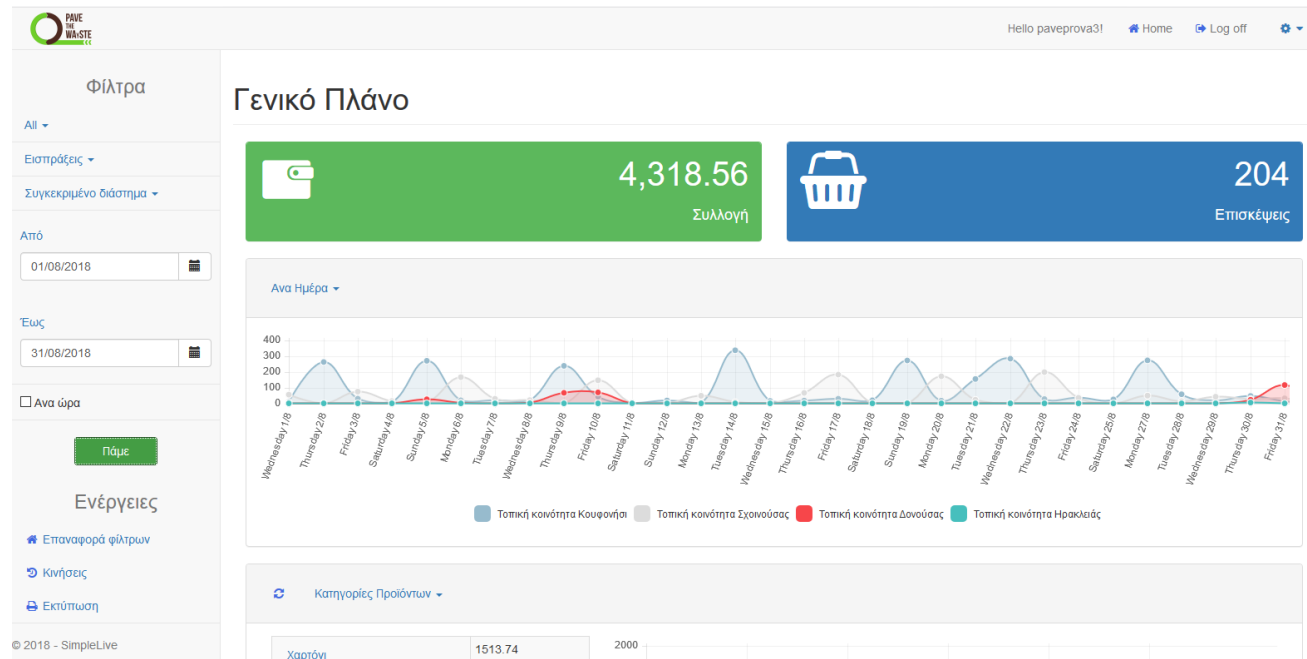 PAVE
THE
WAːSTE
Hello paveprova3!
Home
Log off
Φίλτρα
All
Εισπράξεις
Συγκεκριμένο διάστημα
Από
01/08/2018
Έως
31/08/2018
Ανα ώρα
Πάμε
Ενέργειες
Επαναφορά φίλτρων
Κινήσεις
Εκτύπωση
© 2018 - SimpleLive
Γενικό Πλάνο
4,318.56
Συλλογή
204
Επισκέψεις
Ανα Ημέρα
400
300
200
100
0
Wednesday 1/8
Thursday 2/8
Friday 3/8
Saturday 4/8
Sunday 5/8
Monday 6/8
Tuesday 7/8
Wednesday 8/8
Thursday 9/8
Friday 10/8
Saturday 11/8
Sunday 12/8
Monday 13/8
Tuesday 14/8
Wednesday 15/8
Thursday 16/8
Friday 17/8
Saturday 18/8
Sunday 19/8
Monday 20/8
Tuesday 21/8
Wednesday 22/8
Thursday 23/8
Friday 24/8
Saturday 25/8
Monday 27/8
Tuesday 28/8
Wednesday 29/8
Thursday 30/8
Friday 31/8
Τοπική κοινότητα Κουφονήσι
Τοπική κοινότητα Σχοινούσας
Τοπική κοινότητα Δονούσας
Τοπική κοινότητα Ηρακλειάς
Κατηγορίες Προϊόντων
Χαρτόνι
1513.74
2000